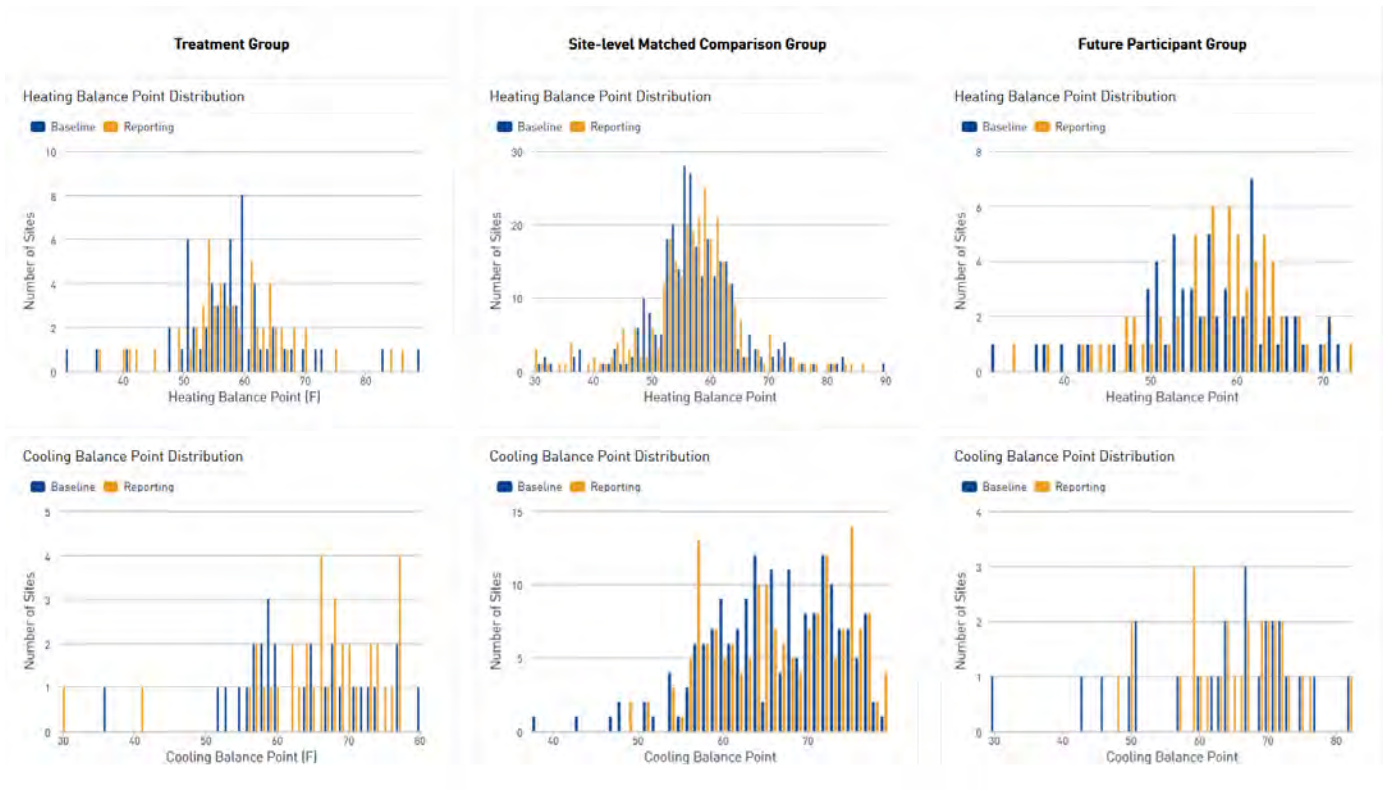 Treatment Group
Site-level Matched Comparison Group
Future Participant Group
Heating Balance Point Distribution
Baseline Reporting
10
8
6
4
2
0
Number of Sites
40 50 60 70 80
Heating Balance Point (F)
Heating Balance Point Distribution
Baseline Reporting
30
20
10
0
Number of Sites
30 40 50 60 70 80 90
Heating Balance Point
Heating Balance Point Distribution
Baseline Reporting
8
6
4
2
0
Number of Sites
40 50 60 70
Heating Balance Point
Cooling Balance Point Distribution
Baseline Reporting
5
4
3
2
1
0
Number of Sites
30 40 50 60 70 80
Cooling Balance Point (F)
Cooling Balance Point Distribution
Baseline Reporting
15
10
5
0
Number of Sites
40 50 60 70
Cooling Balance Point
Cooling Balance Point Distribution
Baseline Reporting
4
3
2
1
0
Number of Sites
30 40 50 60 70 80
Cooling Balance Point